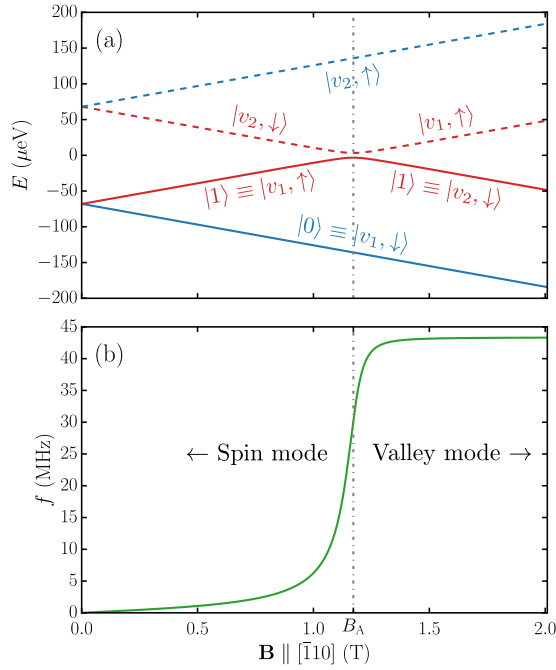 (a)
200
150
100
50
0
−50
−100
−150
−200
E (μeV)
|v₂, ↑⟩
|v₂, ↓⟩
|v₁, ↑⟩
|1⟩ ≡ |v₁, ↑⟩
|1⟩ ≡ |v₂, ↓⟩
|0⟩ ≡ |v₁, ↓⟩
(b)
45
40
35
30
25
20
15
10
5
0
f (MHz)
← Spin mode
Valley mode →
0.0
0.5
1.0
B_A
1.5
2.0
B ∥ [1̄10] (T)